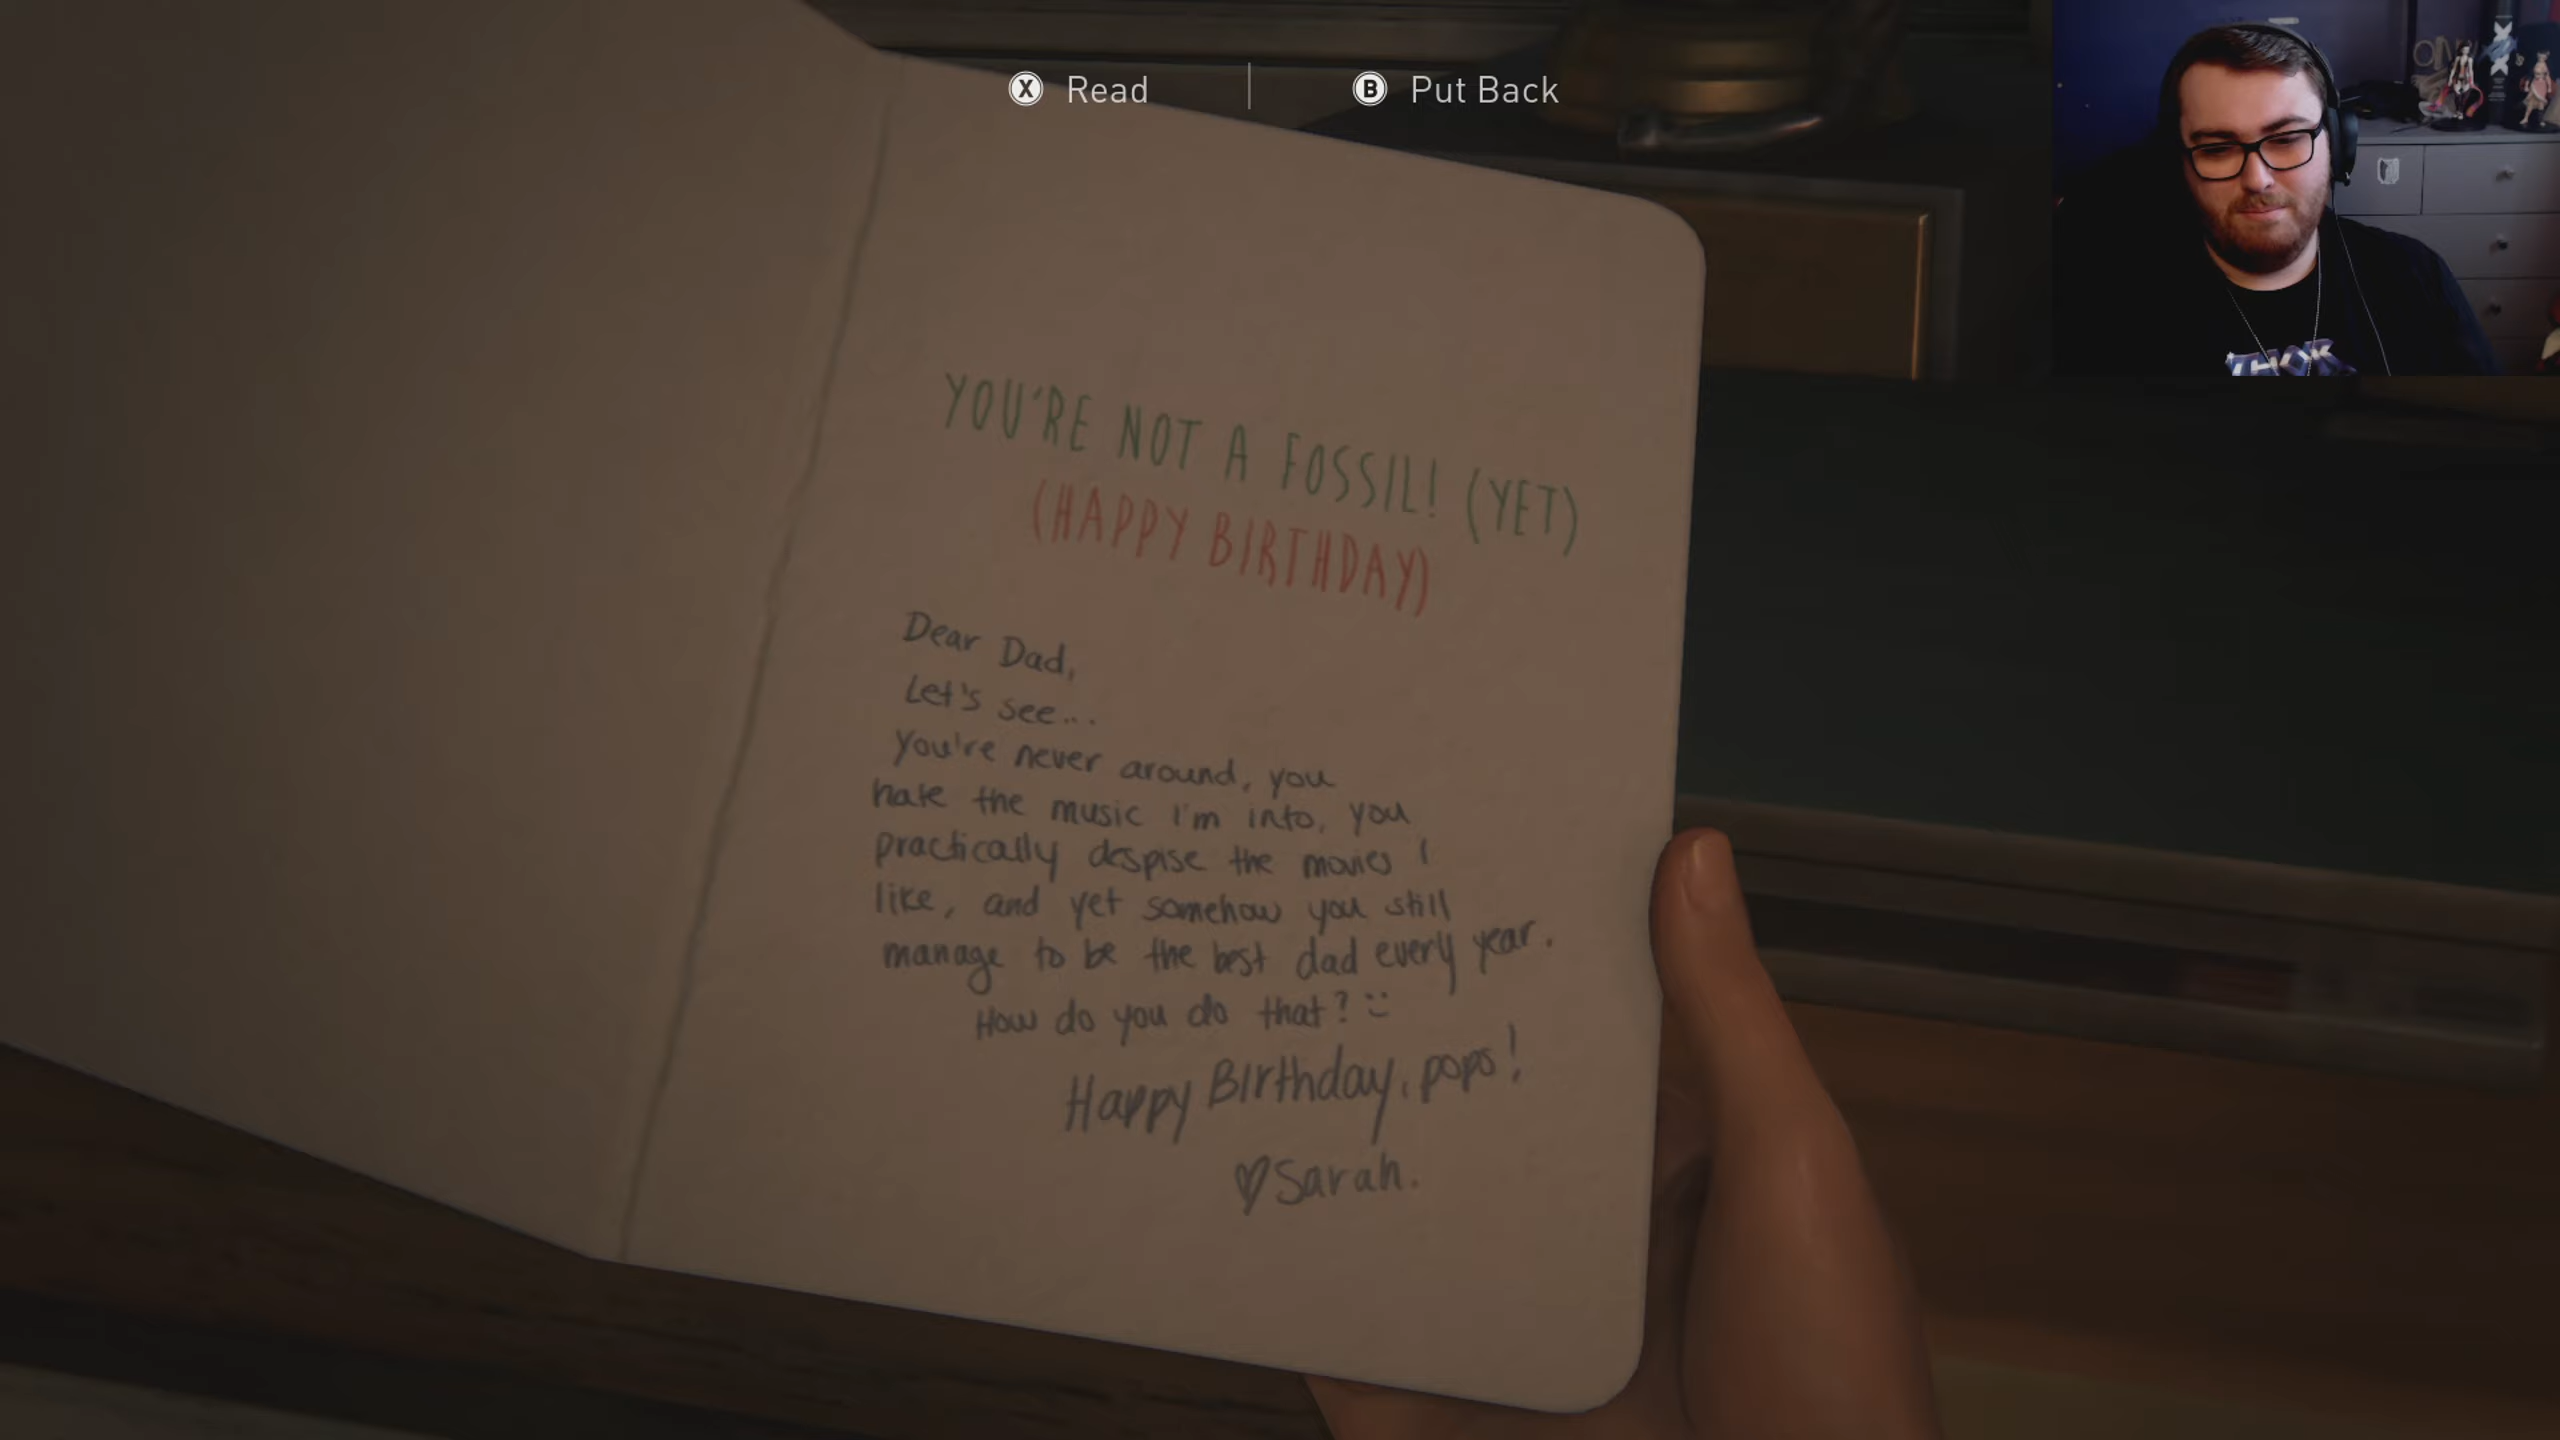 X Read | B Put Back
YOU'RE NOT A FOSSIL! (YET)
(HAPPY BIRTHDAY)
Dear Dad,
Let's see...
You're never around, you
hate the music I'm into, you
practically despise the movies I
like, and yet somehow you still
manage to be the best dad every year.
How do you do that? :)
Happy Birthday, pops!
♡Sarah.
THOR